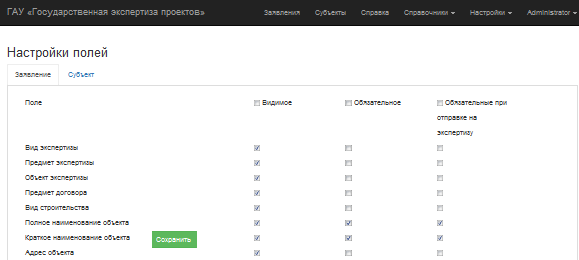 ГАУ «Государственная экспертиза проектов» Заявления Субъекты Справка Справочники Настройки Administrator
Настройки полей
Заявление Субъект
Поле Видимое Обязательное Обязательные при
отправке на
экспертизу
Вид экспертизы
Предмет экспертизы
Объект экспертизы
Предмет договора
Вид строительства
Полное наименование объекта
Краткое наименование объекта Сохранить
Адрес объекта